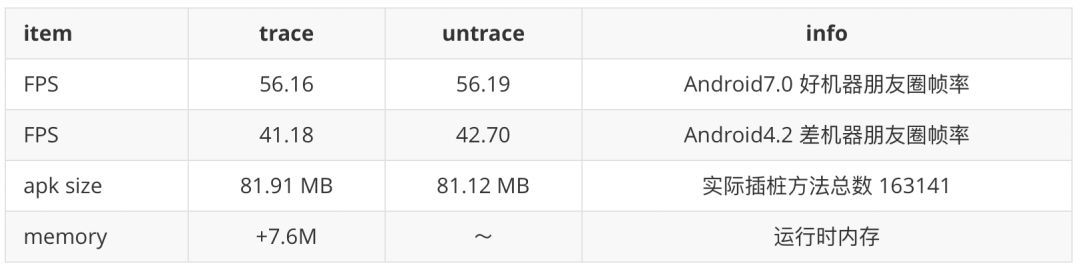 item trace untrace info
FPS 56.16 56.19 Android7.0 好机器朋友圈帧率
FPS 41.18 42.70 Android4.2 差机器朋友圈帧率
apk size 81.91 MB 81.12 MB 实际插桩方法总数 163141
memory +7.6M ～ 运行时内存